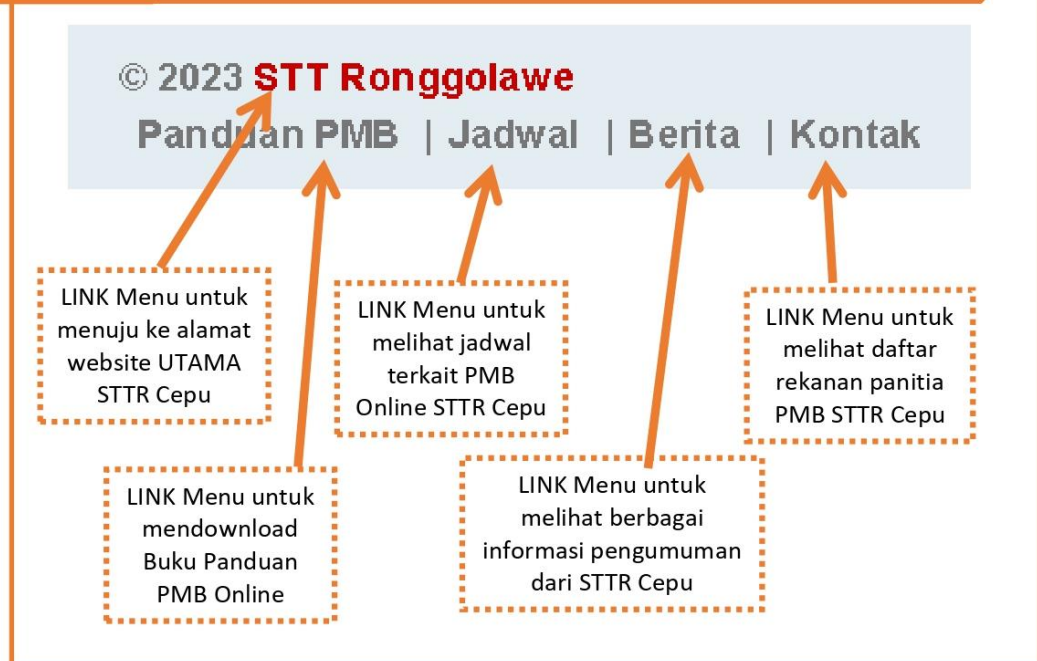 © 2023 STT Ronggolawe
Panduan PMB | Jadwal | Berita | Kontak
LINK Menu untuk
menuju ke alamat
website UTAMA
STTR Cepu
LINK Menu untuk
melihat jadwal
terkait PMB
Online STTR Cepu
LINK Menu untuk
melihat daftar
rekanan panitia
PMB STTR Cepu
LINK Menu untuk
mendownload
Buku Panduan
PMB Online
LINK Menu untuk
melihat berbagai
informasi pengumuman
dari STTR Cepu